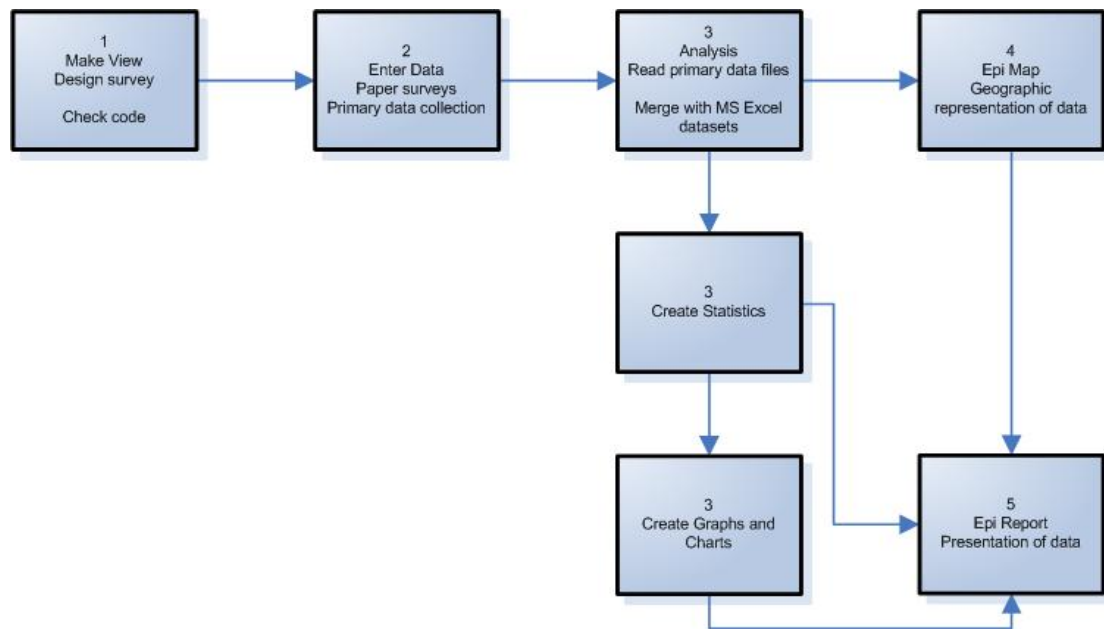 1
Make View
Design survey
Check code
2
Enter Data
Paper surveys
Primary data collection
3
Analysis
Read primary data files
Merge with MS Excel
datasets
4
Epi Map
Geographic
representation of data
3
Create Statistics
3
Create Graphs and
Charts
5
Epi Report
Presentation of data